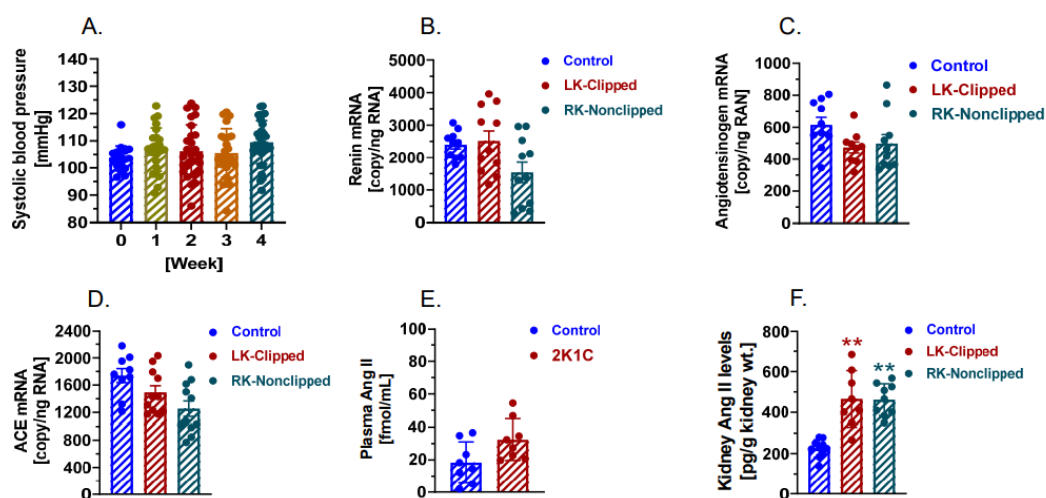 A.
Systolic blood pressure
[mmHg]
140
130
120
110
100
90
80
0 1 2 3 4
[Week]
B.
Renin mRNA
[copy/ng RNA]
5000
4000
3000
2000
1000
0
Control
LK-Clipped
RK-Nonclipped
C.
Angiotensinogen mRNA
[copy/ng RAN]
1000
800
600
400
200
0
Control
LK-Clipped
RK-Nonclipped
D.
ACE mRNA
[copy/ng RNA]
2400
2000
1600
1200
800
400
0
Control
LK-Clipped
RK-Nonclipped
E.
Plasma Ang II
[fmol/mL]
100
80
60
40
20
0
Control
2K1C
F.
Kidney Ang II levels
[pg/g kidney wt.]
800
600
400
200
0
**
**
Control
LK-Clipped
RK-Nonclipped